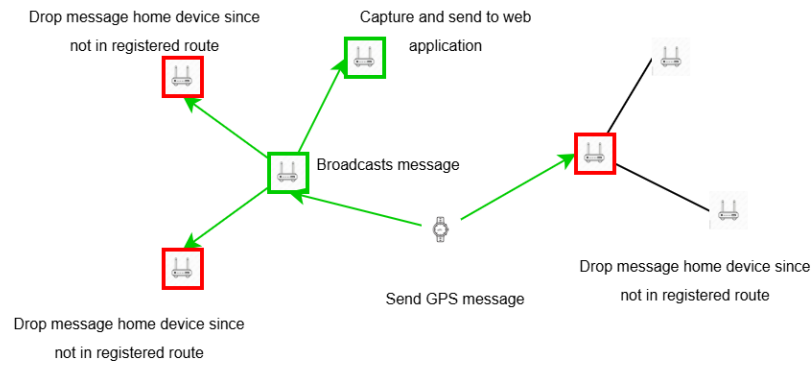 Drop message home device since
not in registered route
Capture and send to web
application
Broadcasts message
Send GPS message
Drop message home device since
not in registered route
Drop message home device since
not in registered route